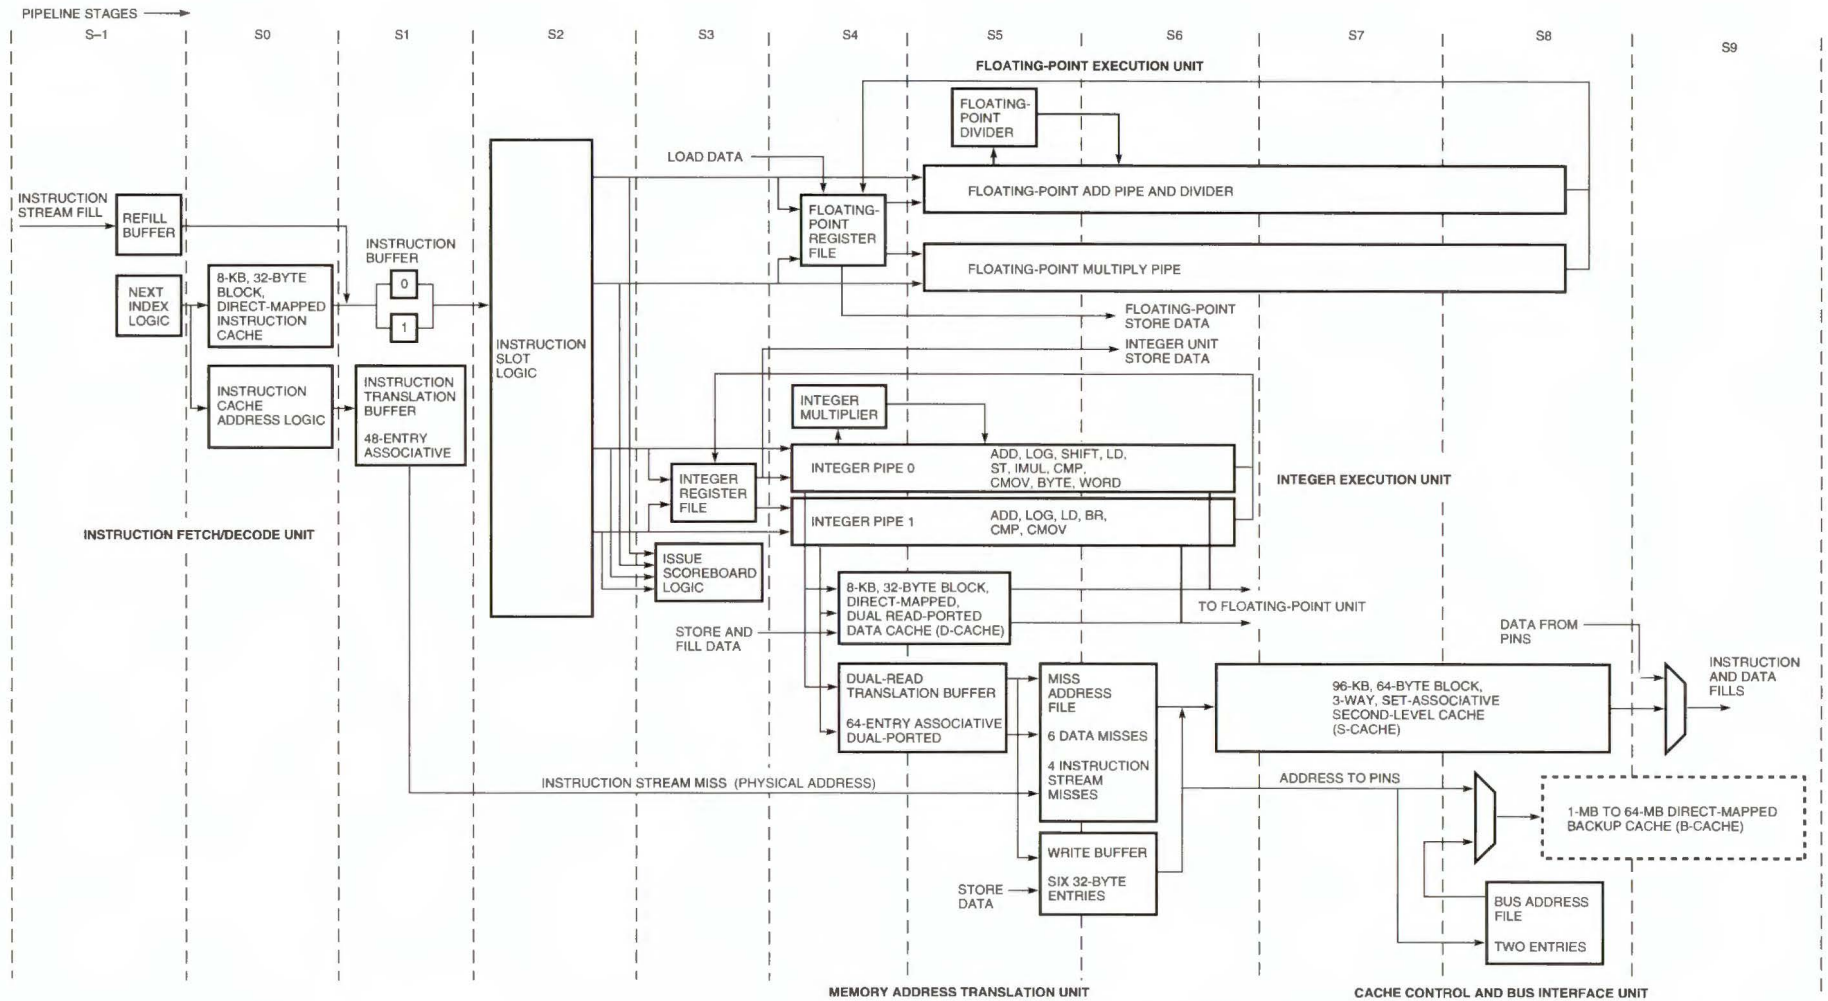 PIPELINE STAGES
S–1
S0
S1
S2
S3
S4
S5
S6
S7
S8
S9
FLOATING-POINT EXECUTION UNIT
FLOATING-
POINT
DIVIDER
LOAD DATA
FLOATING-POINT ADD PIPE AND DIVIDER
INSTRUCTION
STREAM FILL
REFILL
BUFFER
FLOATING-
POINT
REGISTER
FILE
INSTRUCTION
BUFFER
0
1
FLOATING-POINT MULTIPLY PIPE
NEXT
INDEX
LOGIC
8-KB, 32-BYTE
BLOCK,
DIRECT-MAPPED
INSTRUCTION
CACHE
FLOATING-POINT
STORE DATA
INSTRUCTION
SLOT
LOGIC
INTEGER UNIT
STORE DATA
INSTRUCTION
CACHE
ADDRESS LOGIC
INSTRUCTION
TRANSLATION
BUFFER
48-ENTRY
ASSOCIATIVE
INTEGER
MULTIPLIER
INTEGER PIPE 0
ADD, LOG, SHIFT, LD,
ST, IMUL, CMP,
CMOV, BYTE, WORD
INTEGER
REGISTER
FILE
INTEGER EXECUTION UNIT
INTEGER PIPE 1
ADD, LOG, LD, BR,
CMP, CMOV
INSTRUCTION FETCH/DECODE UNIT
ISSUE
SCOREBOARD
LOGIC
8-KB, 32-BYTE BLOCK,
DIRECT-MAPPED,
DUAL READ-PORTED
DATA CACHE (D-CACHE)
TO FLOATING-POINT UNIT
STORE AND
FILL DATA
DATA FROM
PINS
DUAL-READ
TRANSLATION BUFFER
64-ENTRY ASSOCIATIVE
DUAL-PORTED
MISS
ADDRESS
FILE
6 DATA MISSES
4 INSTRUCTION
STREAM
MISSES
96-KB, 64-BYTE BLOCK,
3-WAY, SET-ASSOCIATIVE
SECOND-LEVEL CACHE
(S-CACHE)
INSTRUCTION
AND DATA
FILLS
INSTRUCTION STREAM MISS (PHYSICAL ADDRESS)
ADDRESS TO PINS
1-MB TO 64-MB DIRECT-MAPPED
BACKUP CACHE (B-CACHE)
WRITE BUFFER
SIX 32-BYTE
ENTRIES
STORE
DATA
BUS ADDRESS
FILE
TWO ENTRIES
MEMORY ADDRESS TRANSLATION UNIT
CACHE CONTROL AND BUS INTERFACE UNIT